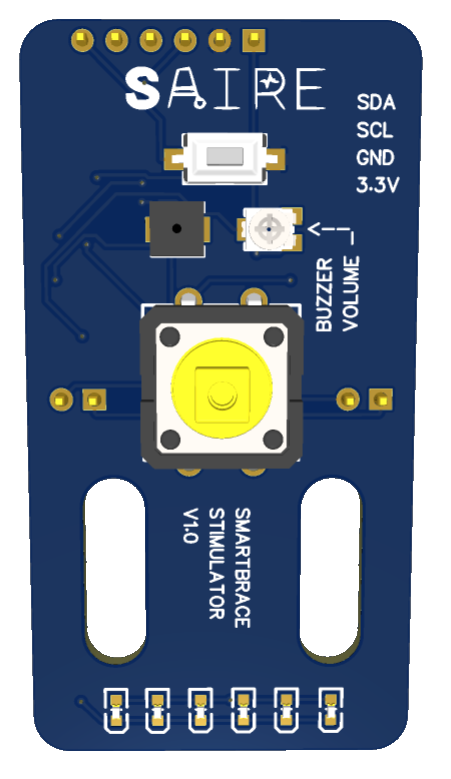 SAIRE
SDA
SCL
GND
3.3V
<--|
BUZZER
VOLUME
SMARTBRACE
STIMULATOR
V1.0